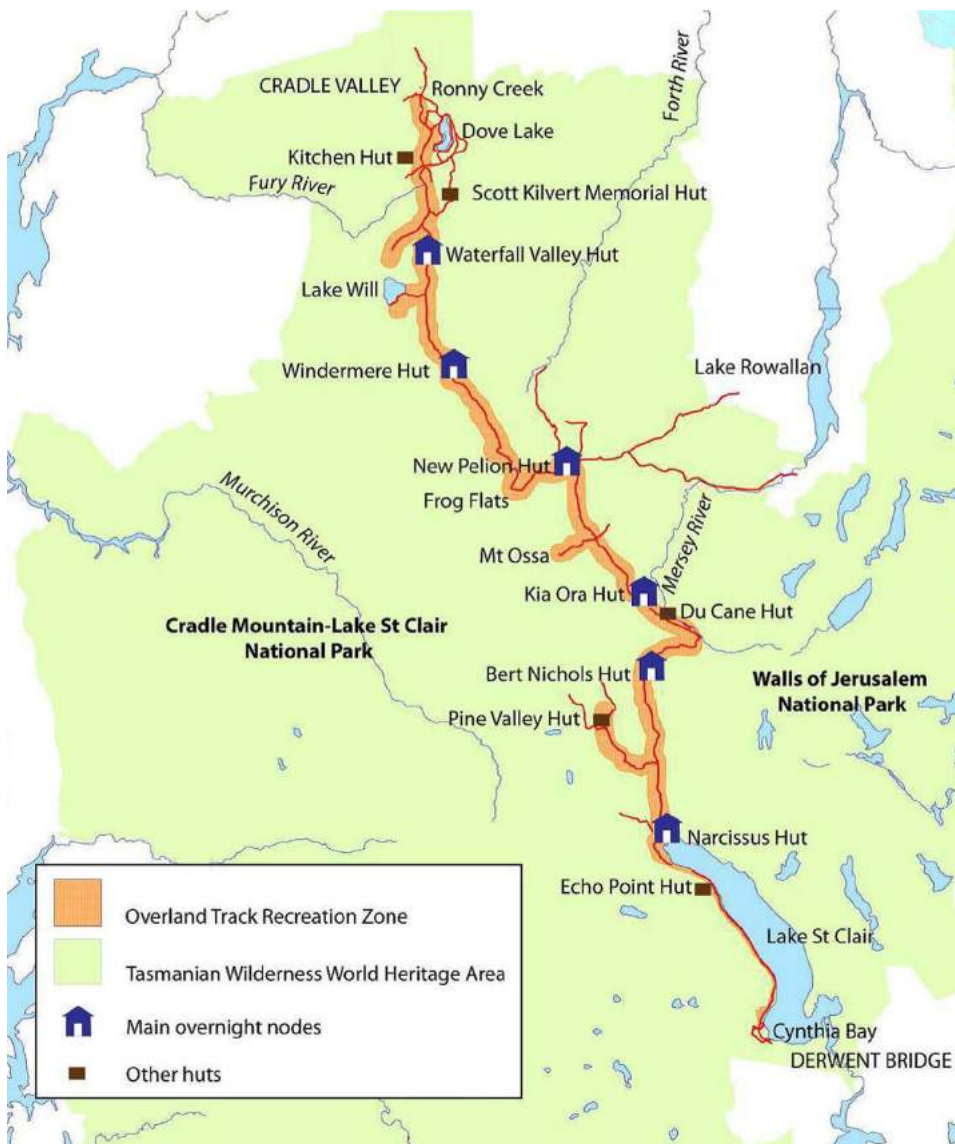 CRADLE VALLEY
Ronny Creek
Forth River
Dove Lake
Kitchen Hut
Fury River
Scott Kilvert Memorial Hut
Waterfall Valley Hut
Lake Will
Windermere Hut
Lake Rowallan
New Pelion Hut
Frog Flats
Murchison River
Mersey River
Mt Ossa
Kia Ora Hut
Du Cane Hut
Cradle Mountain-Lake St Clair
National Park
Bert Nichols Hut
Walls of Jerusalem
National Park
Pine Valley Hut
Narcissus Hut
Echo Point Hut
Lake St Clair
Cynthia Bay
DERWENT BRIDGE
Overland Track Recreation Zone
Tasmanian Wilderness World Heritage Area
Main overnight nodes
Other huts